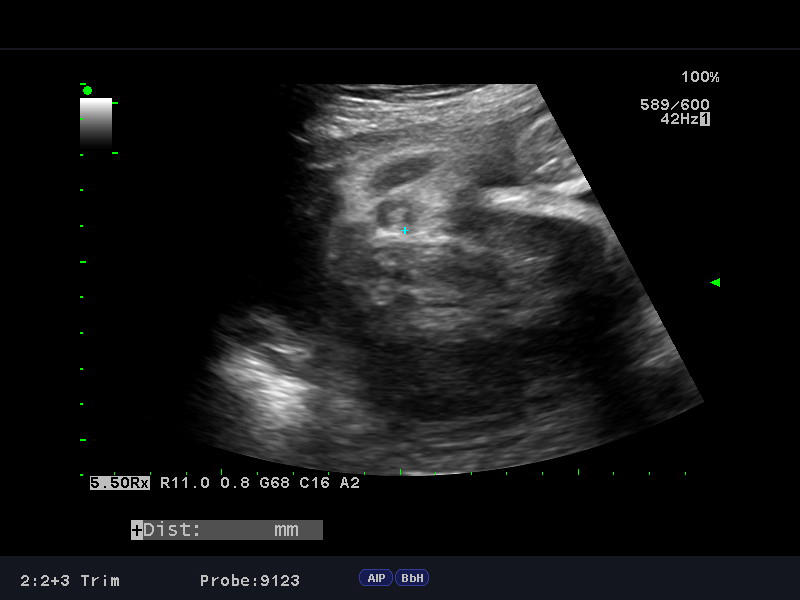 100%
589/600
42Hz1
5.50Rx R11.0 0.8 G68 C16 A2
+Dist: mm
2:2+3 Trim Probe:9123 AIP BbH